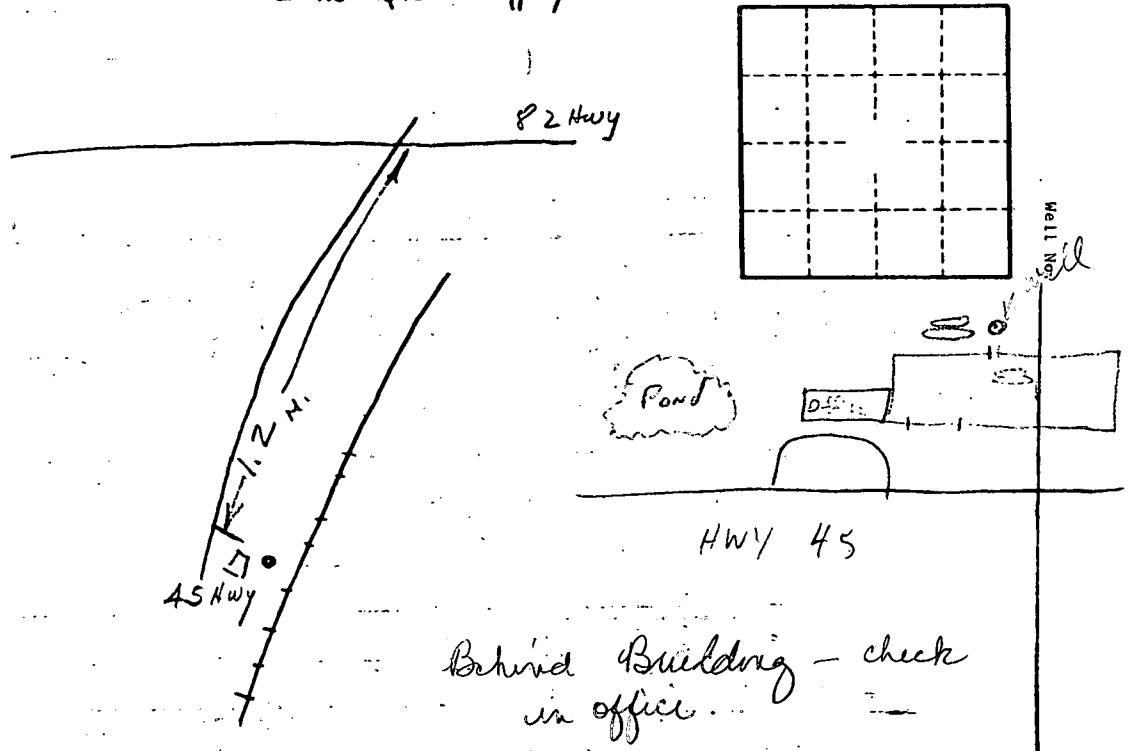 82 Hwy
Well No.
well
Pond
1.2 M.
HWY 45
45 Hwy
Behind Building - check
in office.